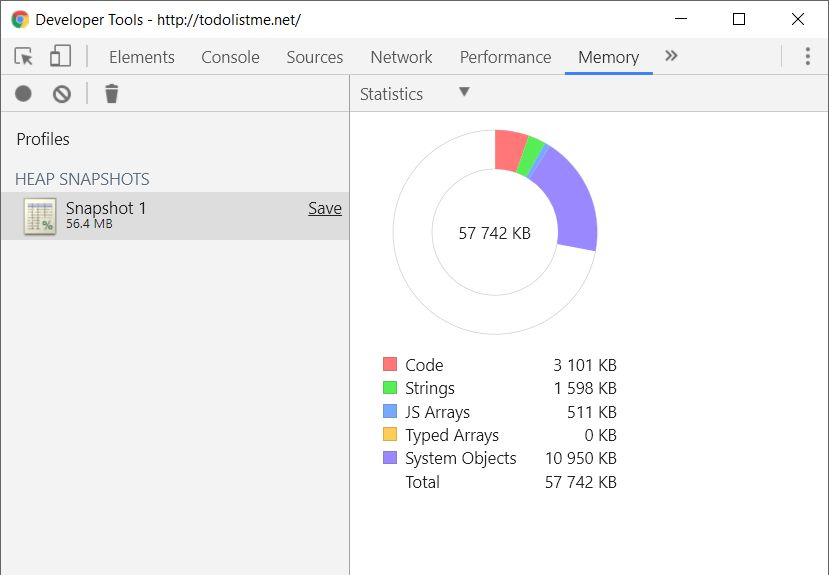 Developer Tools - http://todolistme.net/
Elements Console Sources Network Performance Memory »
Profiles
HEAP SNAPSHOTS
Snapshot 1 Save
56.4 MB
%
Statistics ▼
57 742 KB
Code 3 101 KB
Strings 1 598 KB
JS Arrays 511 KB
Typed Arrays 0 KB
System Objects 10 950 KB
Total 57 742 KB